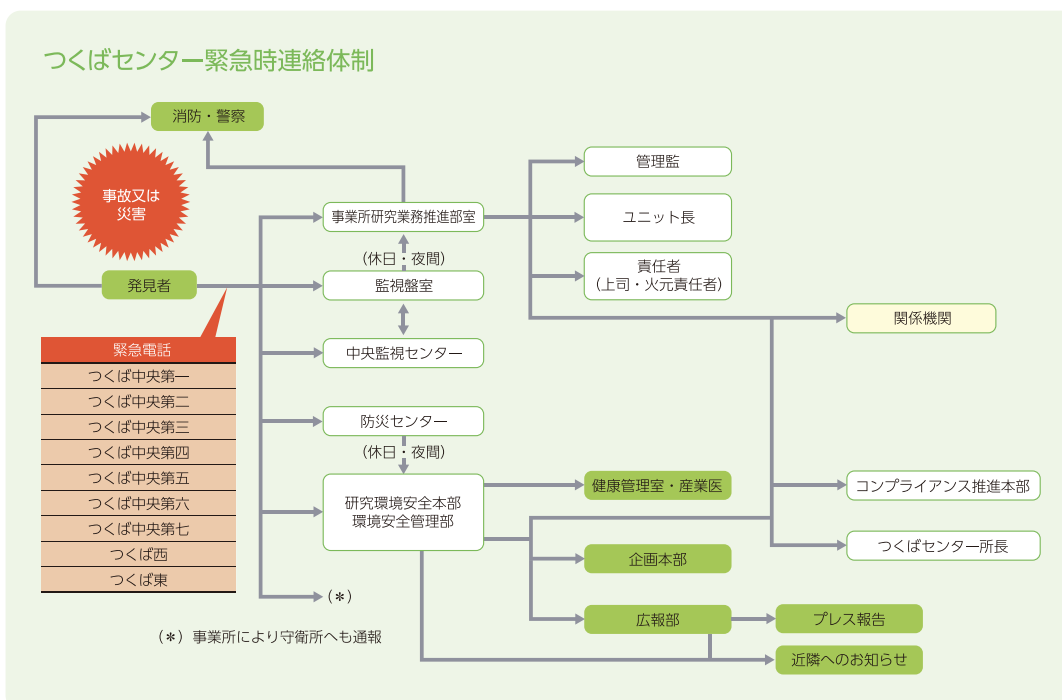 つくばセンター緊急時連絡体制
消防・警察
事故又は
災害
発見者
緊急電話
つくば中央第一
つくば中央第二
つくば中央第三
つくば中央第四
つくば中央第五
つくば中央第六
つくば中央第七
つくば西
つくば東
事業所研究業務推進部室
(休日・夜間)
監視盤室
中央監視センター
防災センター
(休日・夜間)
研究環境安全本部
環境安全管理部
(＊)
(＊) 事業所により守衛所へも通報
管理監
ユニット長
責任者
(上司・火元責任者)
関係機関
健康管理室・産業医
コンプライアンス推進本部
つくばセンター所長
企画本部
広報部
プレス報告
近隣へのお知らせ